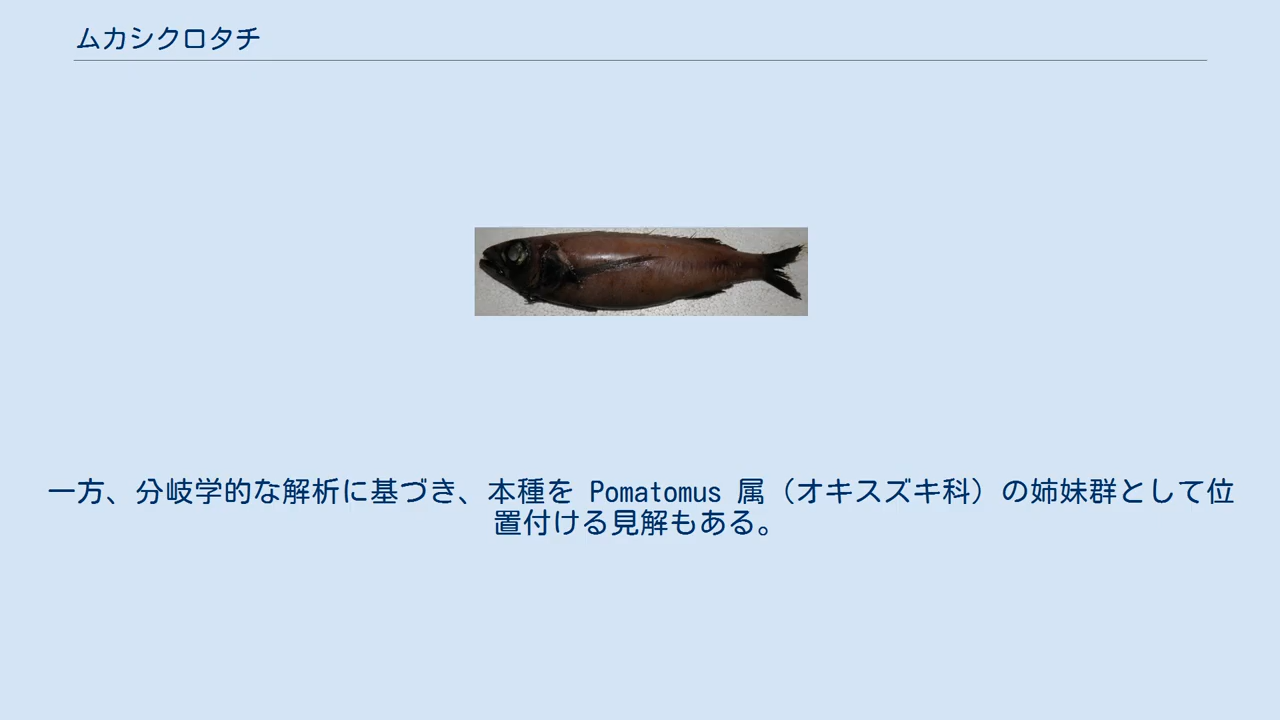 ムカシクロタチ
一方、分岐学的な解析に基づき、本種を Pomatomus 属（オキスズキ科）の姉妹群として位
置付ける見解もある。